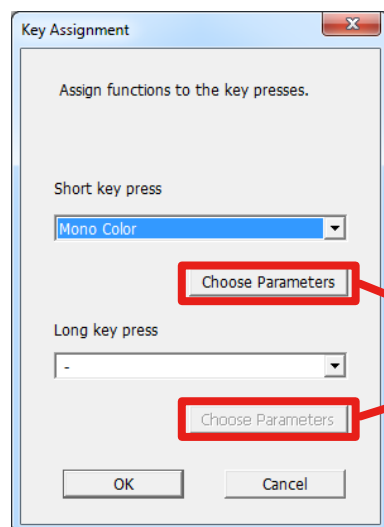 Key Assignment
Assign functions to the key presses.
Short key press
Mono Color
Choose Parameters
Long key press
-
Choose Parameters
OK Cancel